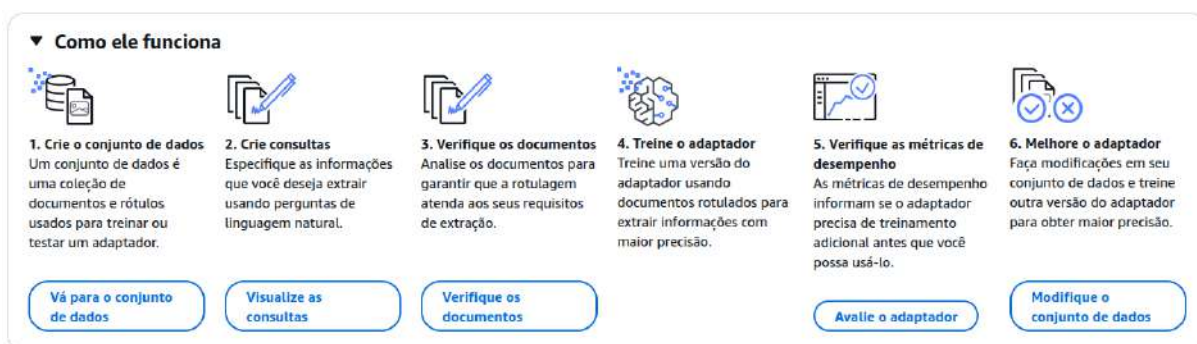 Como ele funciona
1. Crie o conjunto de dados
Um conjunto de dados é
uma coleção de
documentos e rótulos
usados para treinar ou
testar um adaptador.
Vá para o conjunto
de dados
2. Crie consultas
Especifique as informações
que você deseja extrair
usando perguntas de
linguagem natural.
Visualize as
consultas
3. Verifique os documentos
Analise os documentos para
garantir que a rotulagem
atenda aos seus requisitos
de extração.
Verifique os
documentos
4. Treine o adaptador
Treine uma versão do
adaptador usando
documentos rotulados para
extrair informações com
maior precisão.
5. Verifique as métricas de
desempenho
As métricas de desempenho
informam se o adaptador
precisa de treinamento
adicional antes que você
possa usá-lo.
Avalie o adaptador
6. Melhore o adaptador
Faça modificações em seu
conjunto de dados e treine
outra versão do adaptador
para obter maior precisão.
Modifique o
conjunto de dados